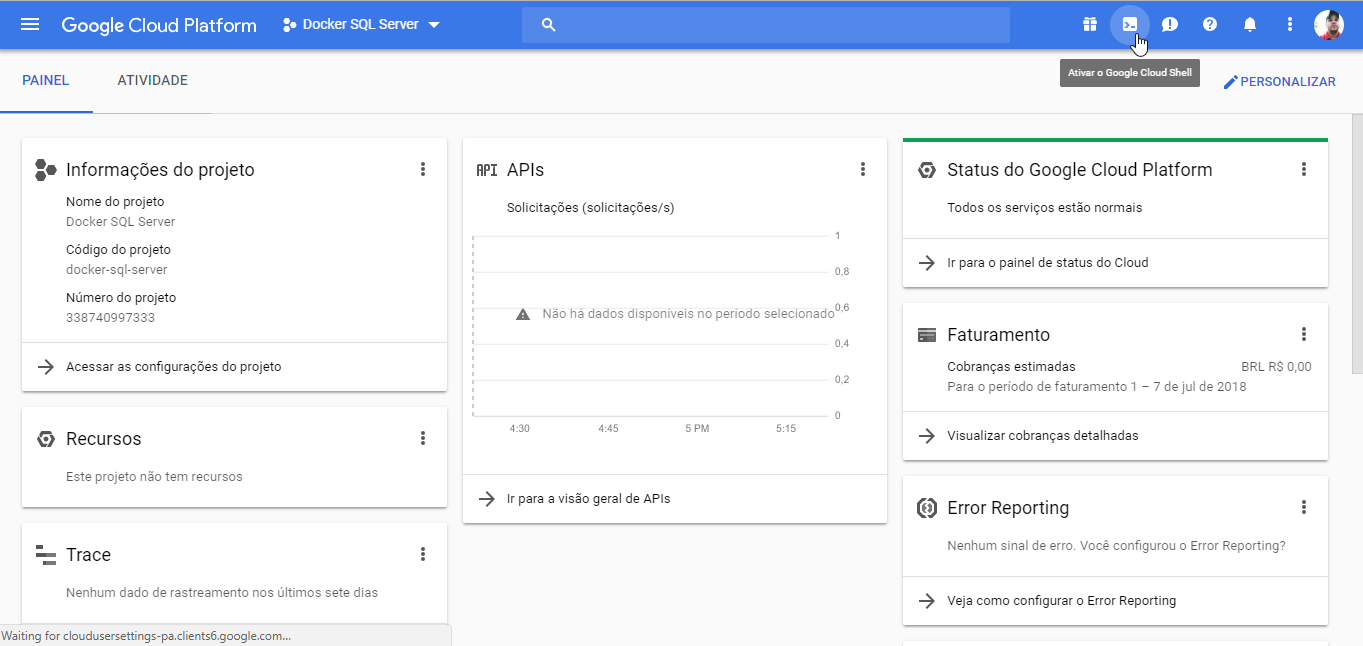 Google Cloud Platform
Docker SQL Server
Ativar o Google Cloud Shell
PAINEL
ATIVIDADE
PERSONALIZAR
Informações do projeto
Nome do projeto
Docker SQL Server
Código do projeto
docker-sql-server
Número do projeto
338740997333
Acessar as configurações do projeto
Recursos
Este projeto não tem recursos
Trace
Nenhum dado de rastreamento nos últimos sete dias
API APIs
Solicitações (solicitações/s)
1
0,8
0,6
Não há dados disponíveis no período selecionado
0,4
0,2
0
4:30 4:45 5 PM 5:15
Ir para a visão geral de APIs
Status do Google Cloud Platform
Todos os serviços estão normais
Ir para o painel de status do Cloud
Faturamento
Cobranças estimadas BRL R$ 0,00
Para o período de faturamento 1 – 7 de jul de 2018
Visualizar cobranças detalhadas
Error Reporting
Nenhum sinal de erro. Você configurou o Error Reporting?
Veja como configurar o Error Reporting
Waiting for cloudusersettings-pa.clients6.google.com...